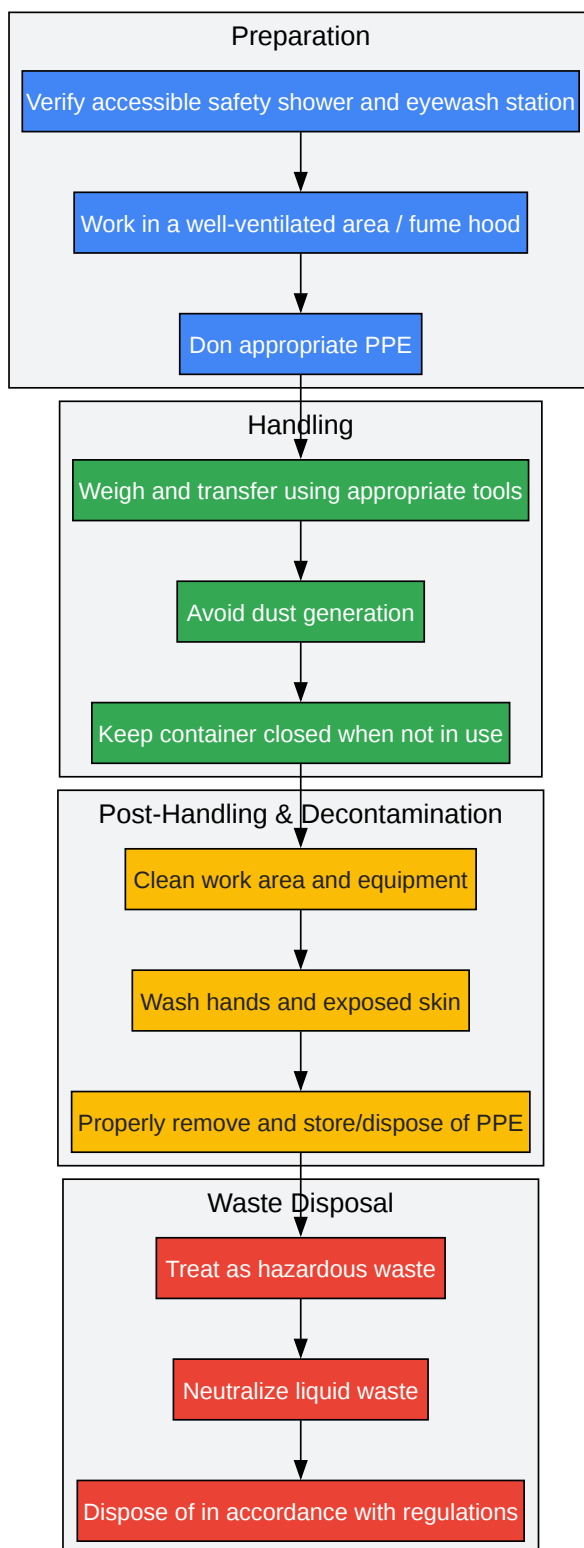 Preparation
Verify accessible safety shower and eyewash station
Work in a well-ventilated area / fume hood
Don appropriate PPE
Handling
Weigh and transfer using appropriate tools
Avoid dust generation
Keep container closed when not in use
Post-Handling & Decontamination
Clean work area and equipment
Wash hands and exposed skin
Properly remove and store/dispose of PPE
Waste Disposal
Treat as hazardous waste
Neutralize liquid waste
Dispose of in accordance with regulations